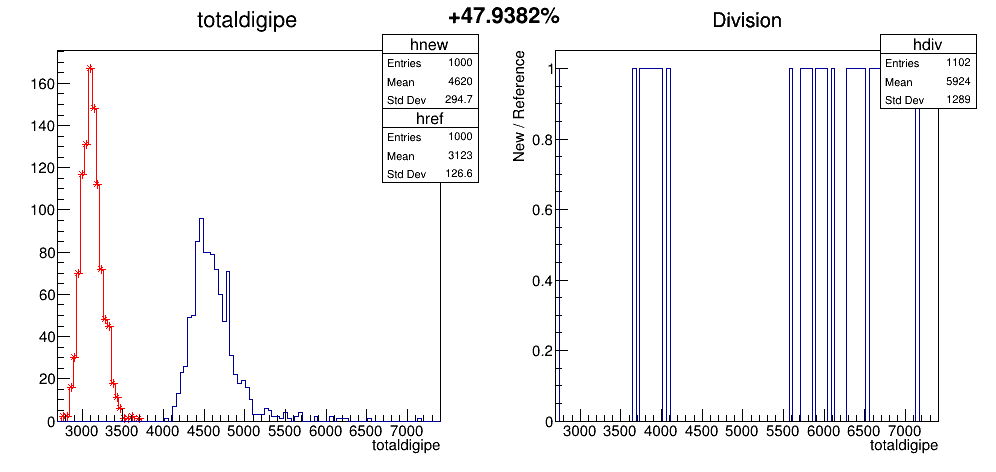 +47.9382%
totaldigipe
hnew
Entries 1000
Mean 4620
Std Dev 294.7
href
Entries 1000
Mean 3123
Std Dev 126.6
160
140
120
100
80
60
40
20
0
3000 3500 4000 4500 5000 5500 6000 6500 7000
totaldigipe
Division
hdiv
Entries 1102
Mean 5924
Std Dev 1289
New / Reference
1
0.8
0.6
0.4
0.2
0
3000 3500 4000 4500 5000 5500 6000 6500 7000
totaldigipe